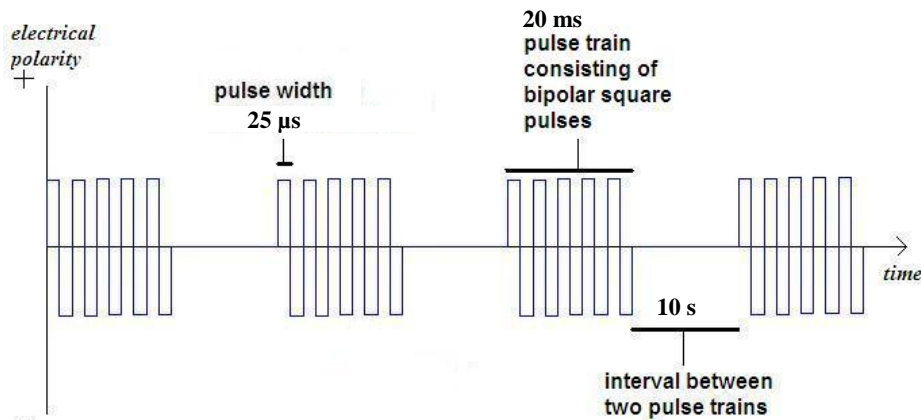 electrical
polarity
+
pulse width
25 µs
20 ms
pulse train
consisting of
bipolar square
pulses
time
10 s
interval between
two pulse trains